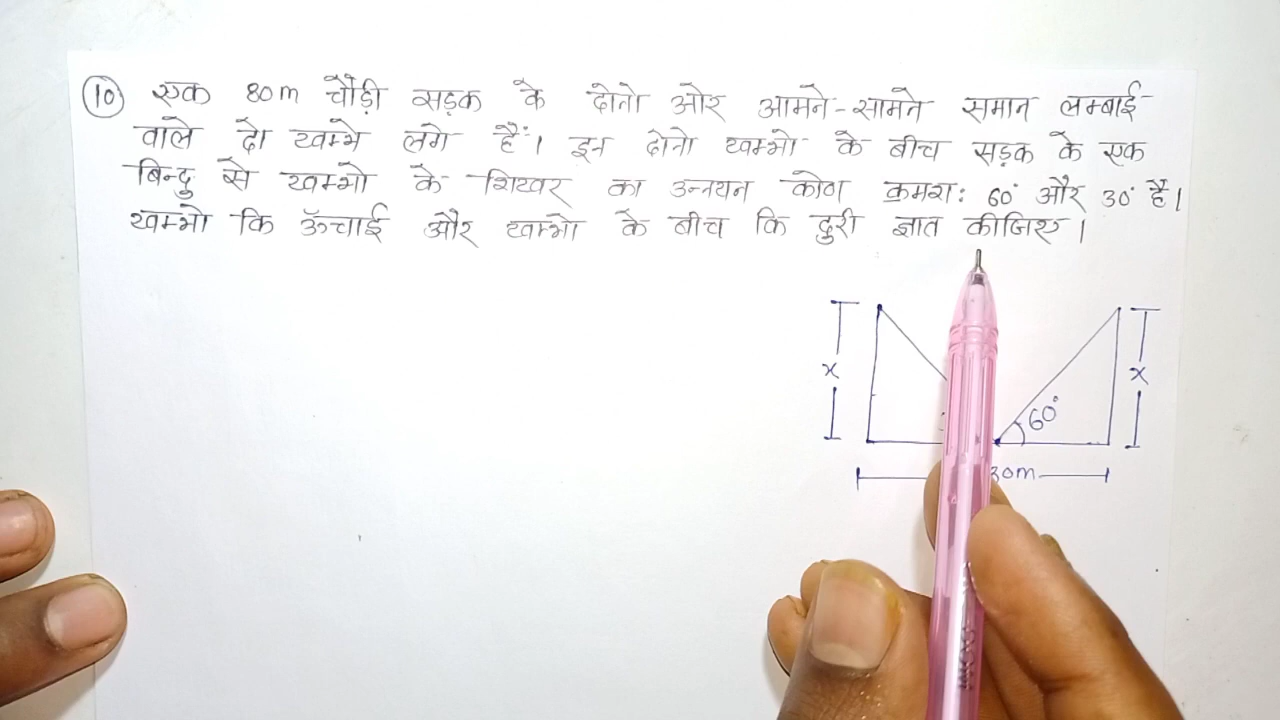 10 एक 80m चौड़ी सड़क के दोनो ओर आमने-सामने समान लम्बाई
वाले दो खम्भे लगे हैं। इन दोनो खम्भो के बीच सड़क के एक
बिन्दु से खम्भो के शिखर का उन्नयन कोण क्रमशः 60° और 30° है।
खम्भो कि ऊँचाई और खम्भो के बीच कि दुरी ज्ञात कीजिए।
x x
60°